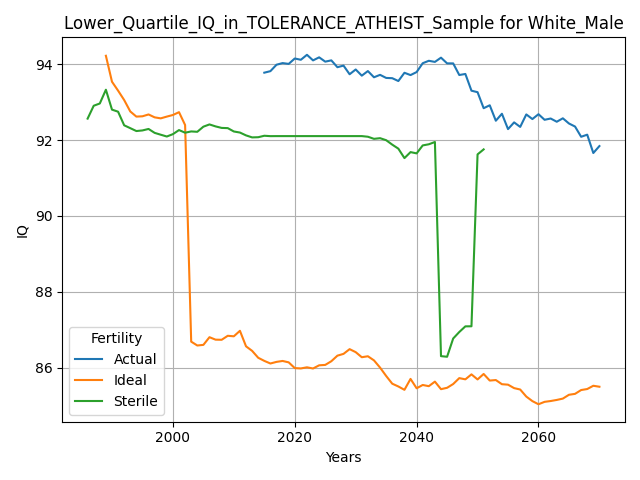 Lower_Quartile_IQ_in_TOLERANCE_ATHEIST_Sample for White_Male
94
92
90
88
86
IQ
Fertility
Actual
Ideal
Sterile
2000
2020
2040
2060
Years